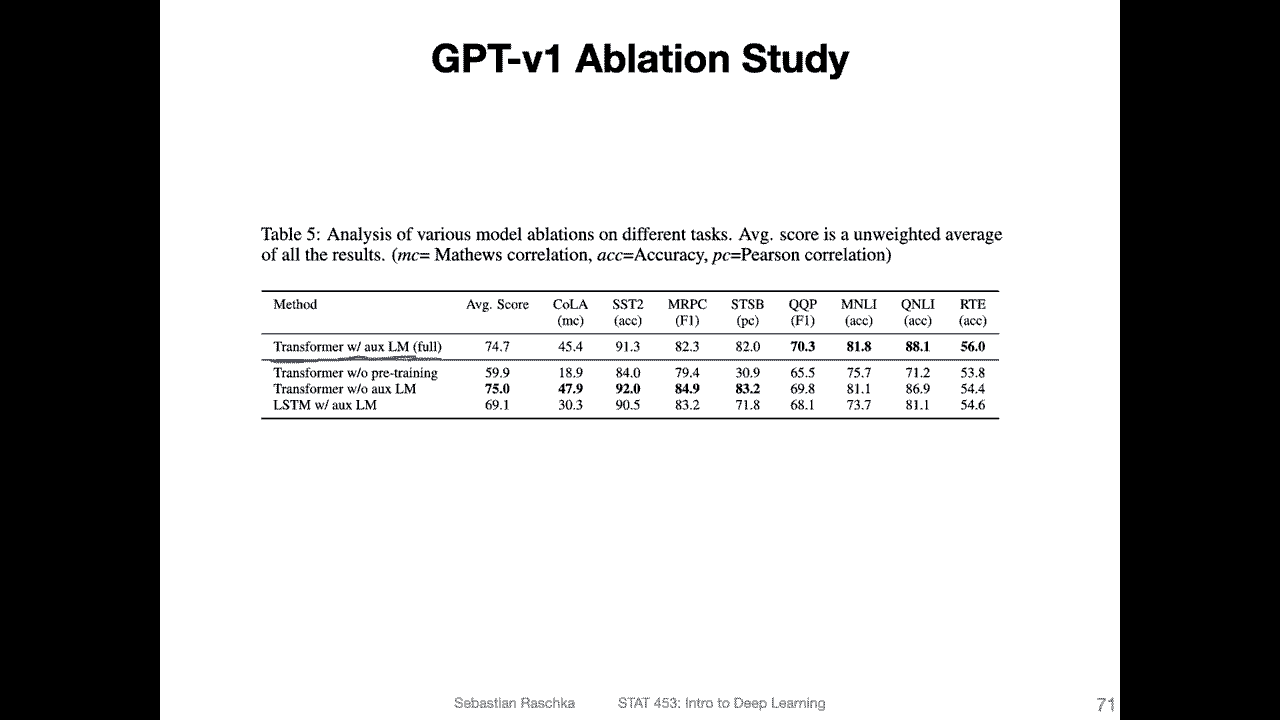 GPT-v1 Ablation Study
Table 5: Analysis of various model ablations on different tasks. Avg. score is a unweighted average
of all the results. (mc= Mathews correlation, acc=Accuracy, pc=Pearson correlation)
Method Avg. Score CoLA SST2 MRPC STSB QQP MNLI QNLI RTE
(mc) (acc) (F1) (pc) (F1) (acc) (acc) (acc)
Transformer w/ aux LM (full) 74.7 45.4 91.3 82.3 82.0 70.3 81.8 88.1 56.0
Transformer w/o pre-training 59.9 18.9 84.0 79.4 30.9 65.5 75.7 71.2 53.8
Transformer w/o aux LM 75.0 47.9 92.0 84.9 83.2 69.8 81.1 86.9 54.4
LSTM w/ aux LM 69.1 30.3 90.5 83.2 71.8 68.1 73.7 81.1 54.6
Sebastian Raschka STAT 453: Intro to Deep Learning 71